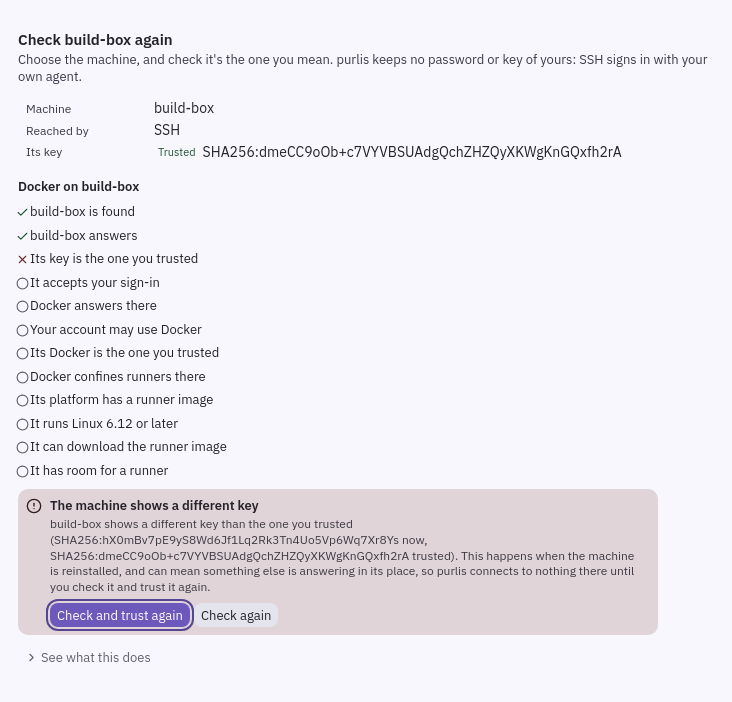 Check build-box again
Choose the machine, and check it's the one you mean. purlis keeps no password or key of yours: SSH signs in with your
own agent.
Machine build-box
Reached by SSH
Its key Trusted SHA256:dmeCC9oOb+c7VYVBSUAdgQchZHZQyXKWgKnGQxfh2rA
Docker on build-box
build-box is found
build-box answers
Its key is the one you trusted
It accepts your sign-in
Docker answers there
Your account may use Docker
Its Docker is the one you trusted
Docker confines runners there
Its platform has a runner image
It runs Linux 6.12 or later
It can download the runner image
It has room for a runner
The machine shows a different key
build-box shows a different key than the one you trusted
(SHA256:hX0mBv7pE9yS8Wd6Jf1Lq2Rk3Tn4Uo5Vp6Wq7Xr8Ys now,
SHA256:dmeCC9oOb+c7VYVBSUAdgQchZHZQyXKWgKnGQxfh2rA trusted). This happens when the machine
is reinstalled, and can mean something else is answering in its place, so purlis connects to nothing there until
you check it and trust it again.
Check and trust again Check again
See what this does